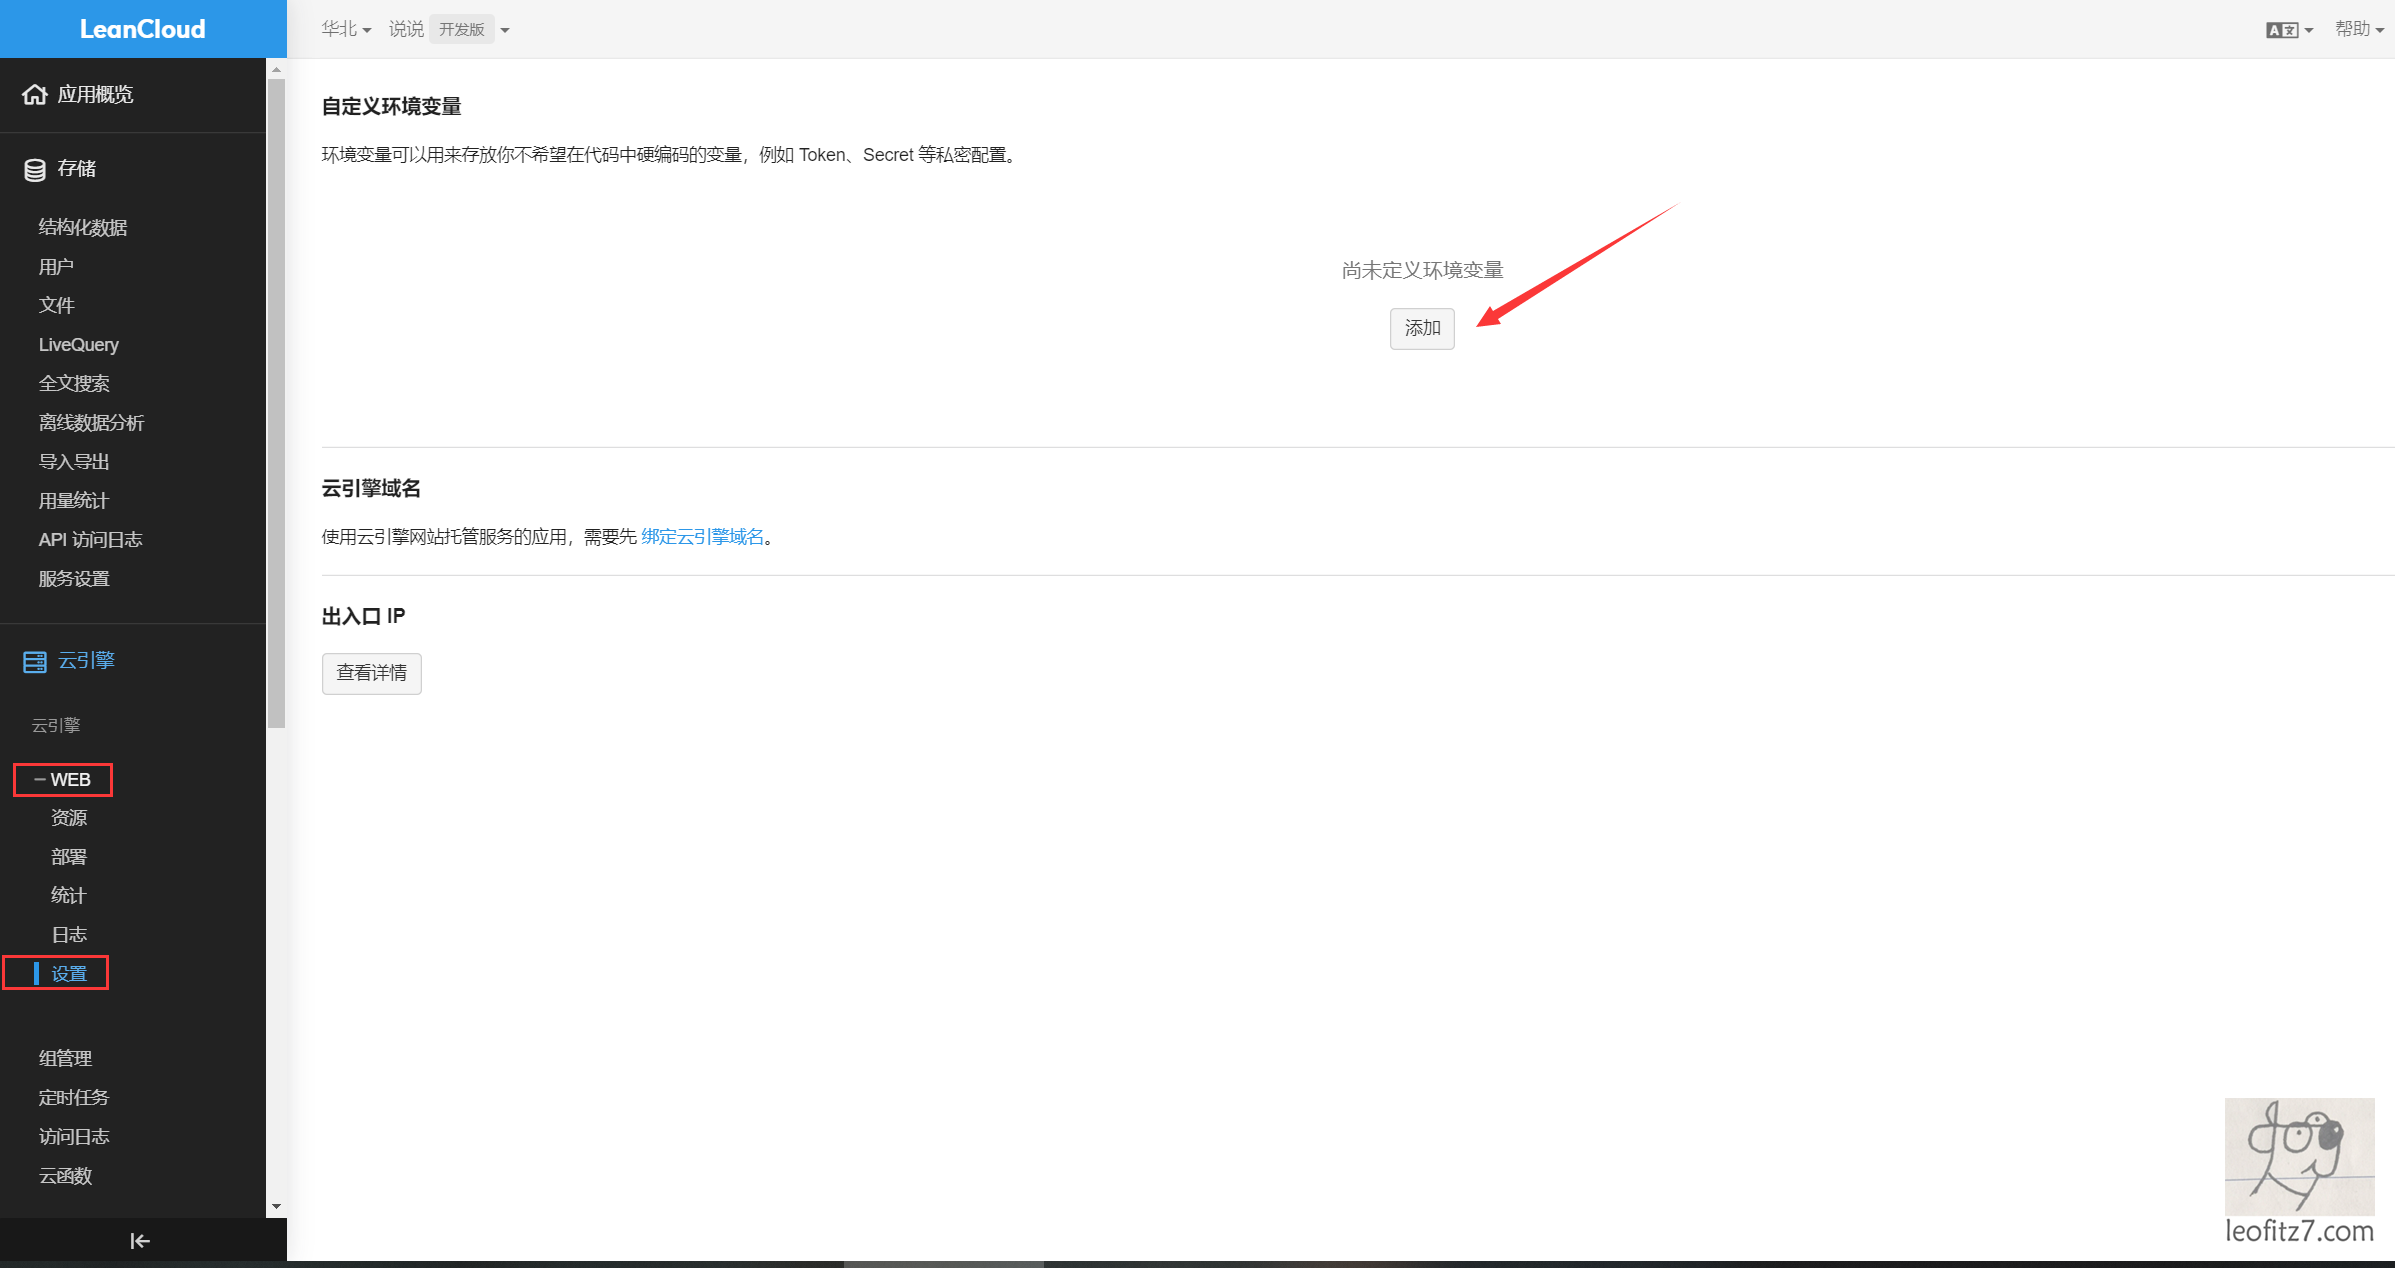 LeanCloud
华北 说说 开发版
A文 帮助
应用概览
存储
结构化数据
用户
文件
LiveQuery
全文搜索
离线数据分析
导入导出
用量统计
API 访问日志
服务设置
云引擎
云引擎
WEB
资源
部署
统计
日志
设置
组管理
定时任务
访问日志
云函数
自定义环境变量
环境变量可以用来存放你不希望在代码中硬编码的变量，例如 Token、Secret 等私密配置。
尚未定义环境变量
添加
云引擎域名
使用云引擎网站托管服务的应用，需要先 绑定云引擎域名。
出入口 IP
查看详情
dog
leofitz7.com